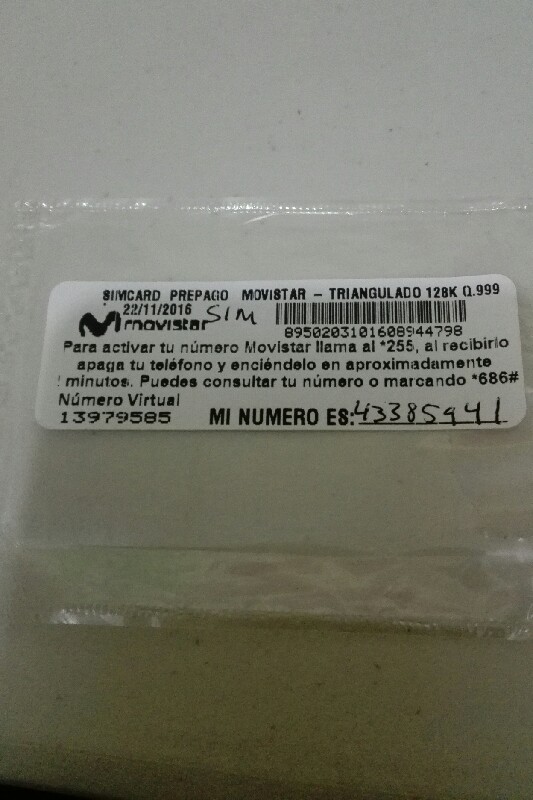 SIMCARD PREPAGO MOVISTAR - TRIANGULADO 128K Q.999
22/11/2016 SIM
movistar
8950203101608944798
Para activar tu número Movistar llama al *255, al recibirlo
apaga tu teléfono y enciéndelo en aproximadamente
minutos. Puedes consultar tu número o marcando *686#
Número Virtual
13979585 MI NUMERO ES: 43385941